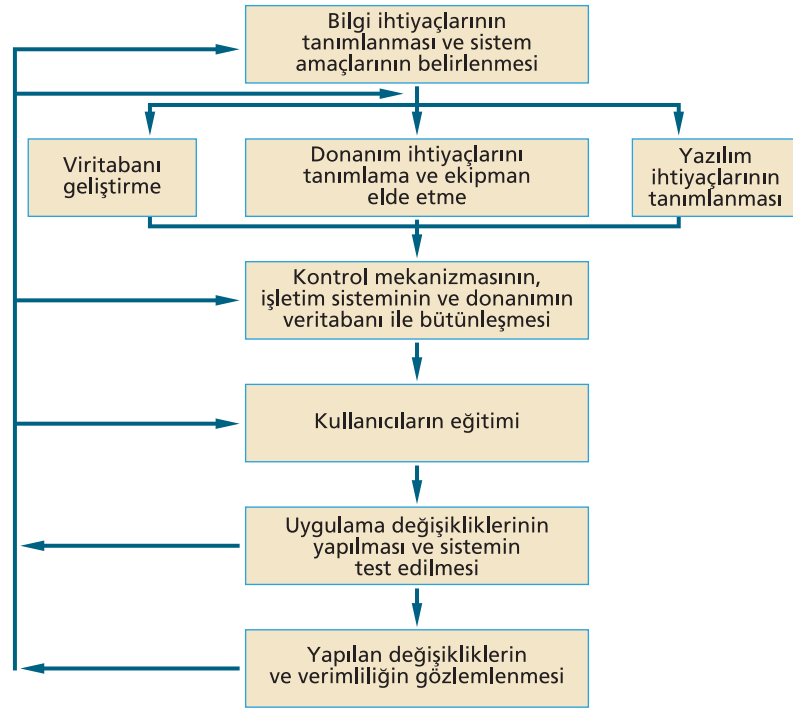 Bilgi ihtiyaçlarının
tanımlanması ve sistem
amaçlarının belirlenmesi
Viritabanı
geliştirme
Donanım ihtiyaçlarını
tanımlama ve ekipman
elde etme
Yazılım
ihtiyaçlarının
tanımlanması
Kontrol mekanizmasının,
işletim sisteminin ve donanımın
veritabanı ile bütünleşmesi
Kullanıcıların eğitimi
Uygulama değişikliklerinin
yapılması ve sistemin
test edilmesi
Yapılan değişikliklerin
ve verimliliğin gözlemlenmesi